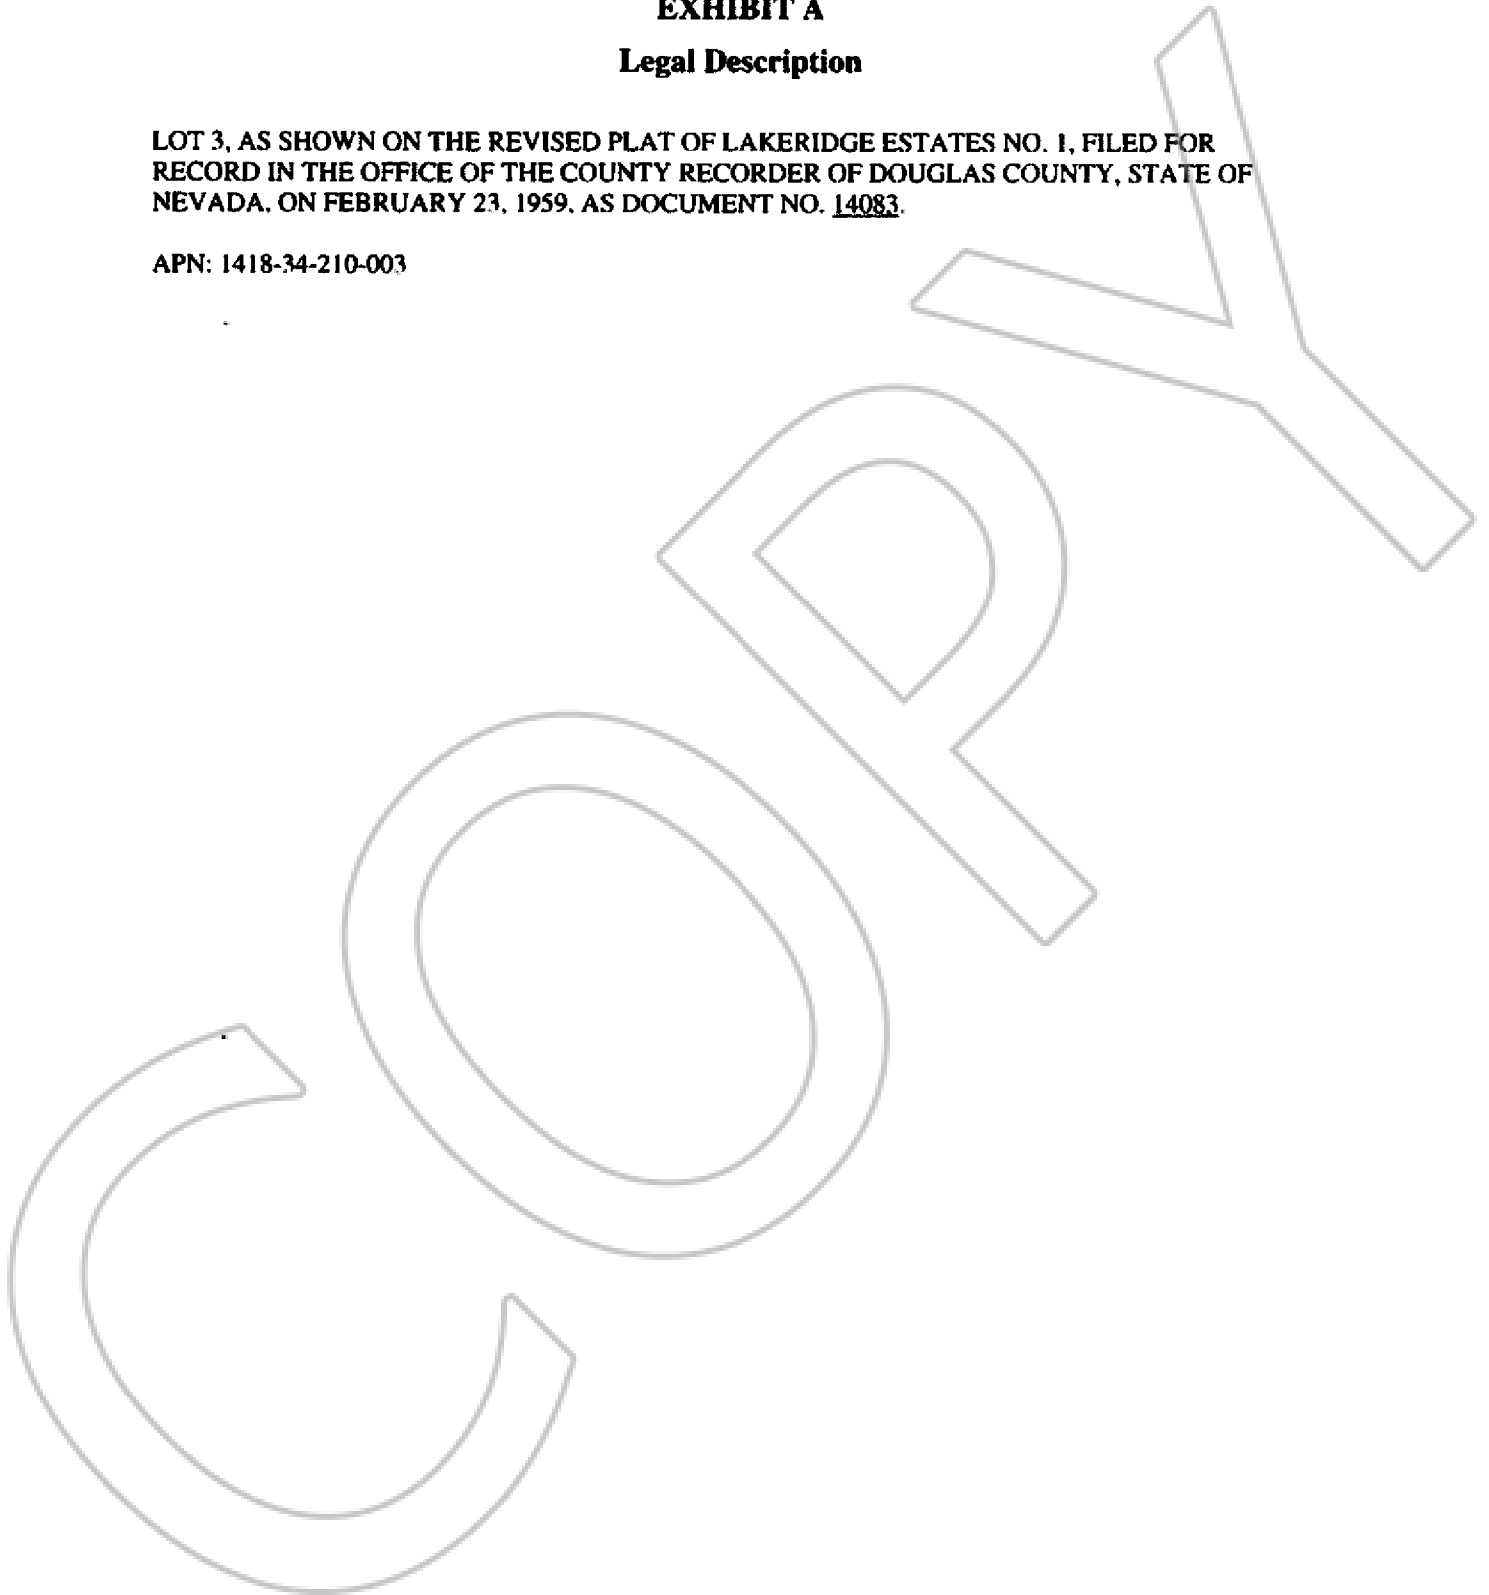 EXHIBIT A
Legal Description
LOT 3, AS SHOWN ON THE REVISED PLAT OF LAKERIDGE ESTATES NO. 1, FILED FOR
RECORD IN THE OFFICE OF THE COUNTY RECORDER OF DOUGLAS COUNTY, STATE OF
NEVADA, ON FEBRUARY 23, 1959, AS DOCUMENT NO. 14083.
APN: 1418-34-210-003
COPY